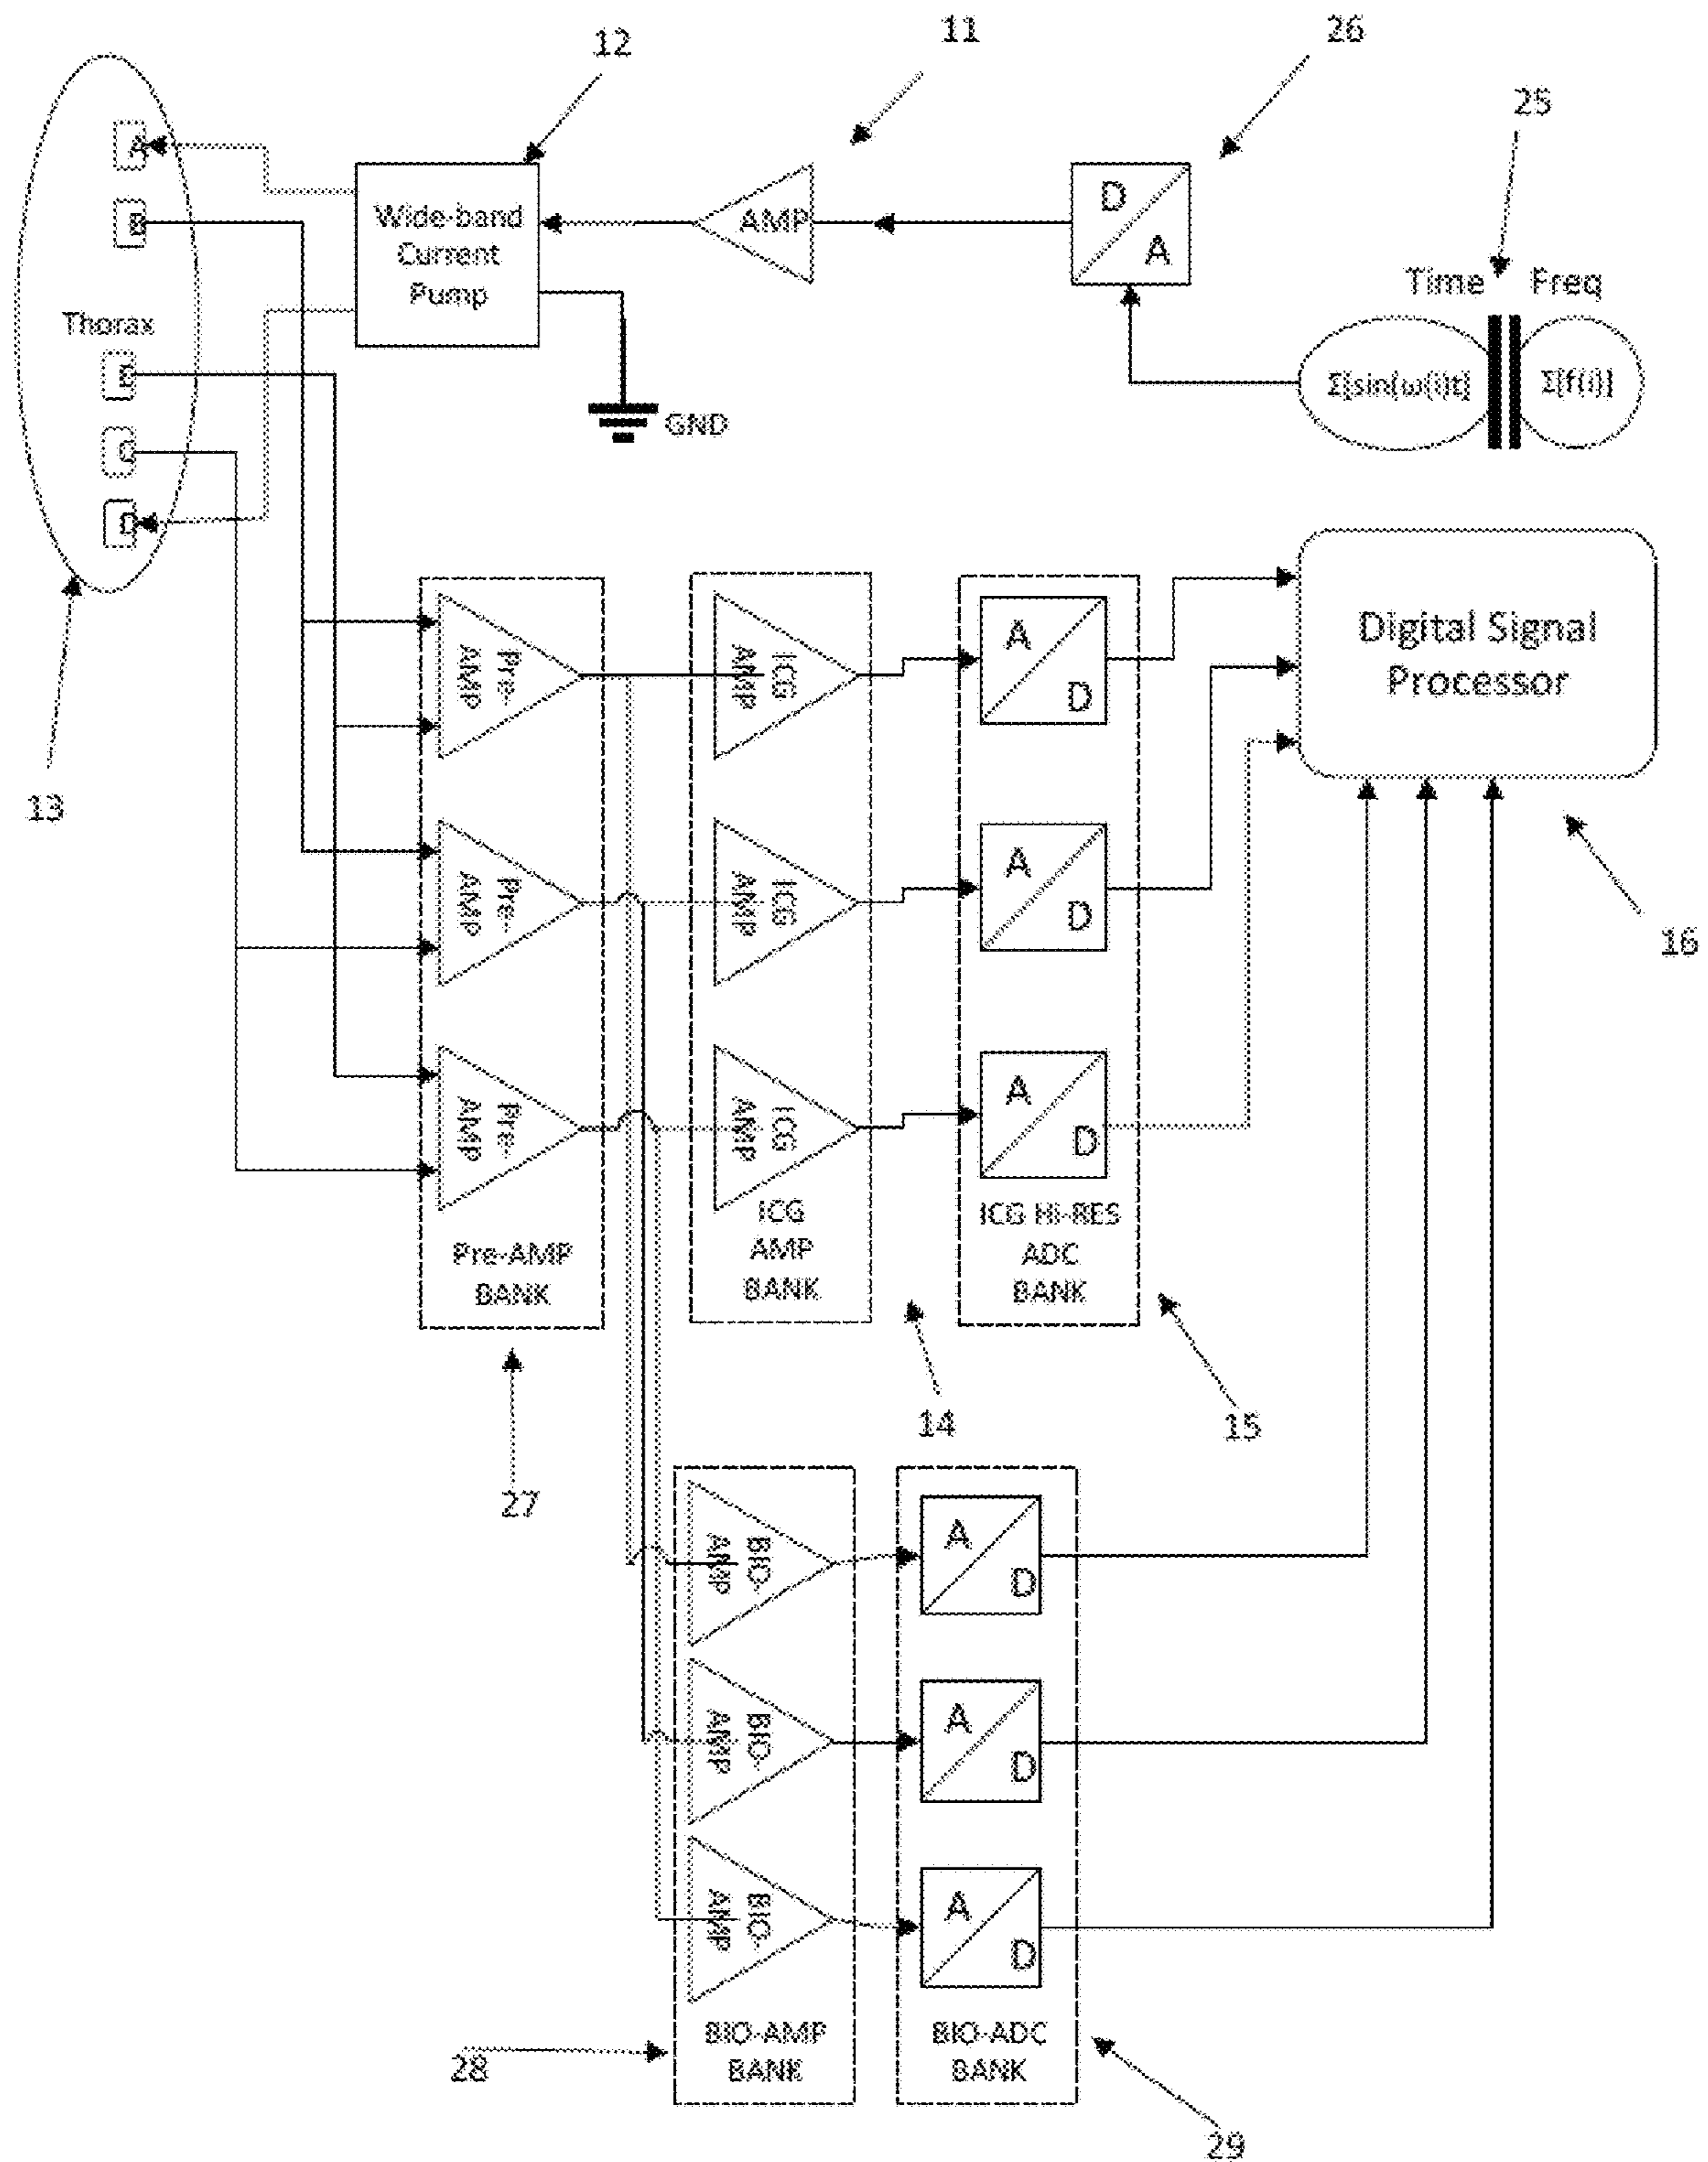 12
11
26
25
A
B
Wide-band
Current
Pump
AMP
D
A
Time
Freq
Thorax
E
C
D
GND
Σ[sin(ω(i)t]
Σ[f(i)]
13
Pre-
AMP
ICG
AMP
A
D
Digital Signal
Processor
Pre-
AMP
ICG
AMP
A
D
16
Pre-
AMP
ICG
AMP
A
D
Pre-AMP
BANK
ICG
AMP
BANK
ICG HI-RES
ADC
BANK
27
14
15
BIO-
AMP
A
D
BIO-
AMP
A
D
BIO-
AMP
A
D
BIO-AMP
BANK
BIO-ADC
BANK
28
29